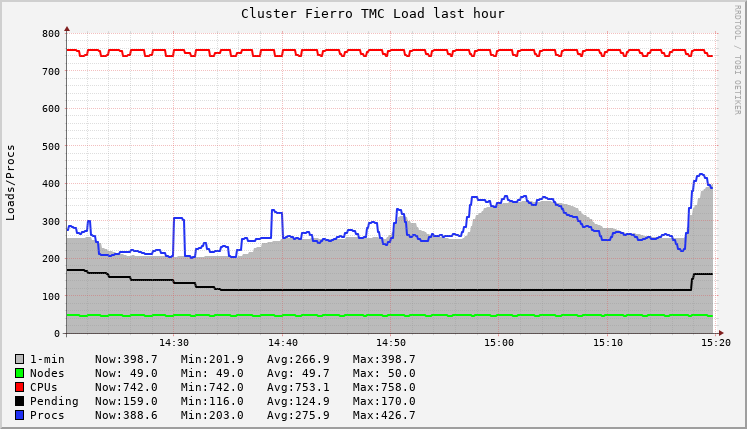 Cluster Fierro TMC Load last hour
RRDTOOL / TOBI OETIKER
Loads/Procs
800
700
600
500
400
300
200
100
0
14:30 14:40 14:50 15:00 15:10 15:20
1-min Now:398.7 Min:201.9 Avg:266.9 Max:398.7
Nodes Now: 49.0 Min: 49.0 Avg: 49.7 Max: 50.0
CPUs Now:742.0 Min:742.0 Avg:753.1 Max:758.0
Pending Now:159.0 Min:116.0 Avg:124.9 Max:170.0
Procs Now:388.6 Min:203.0 Avg:275.9 Max:426.7